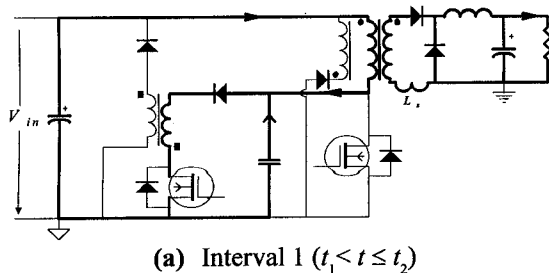 V in
+
+
L s
(a) Interval 1 (t₁< t ≤ t₂)